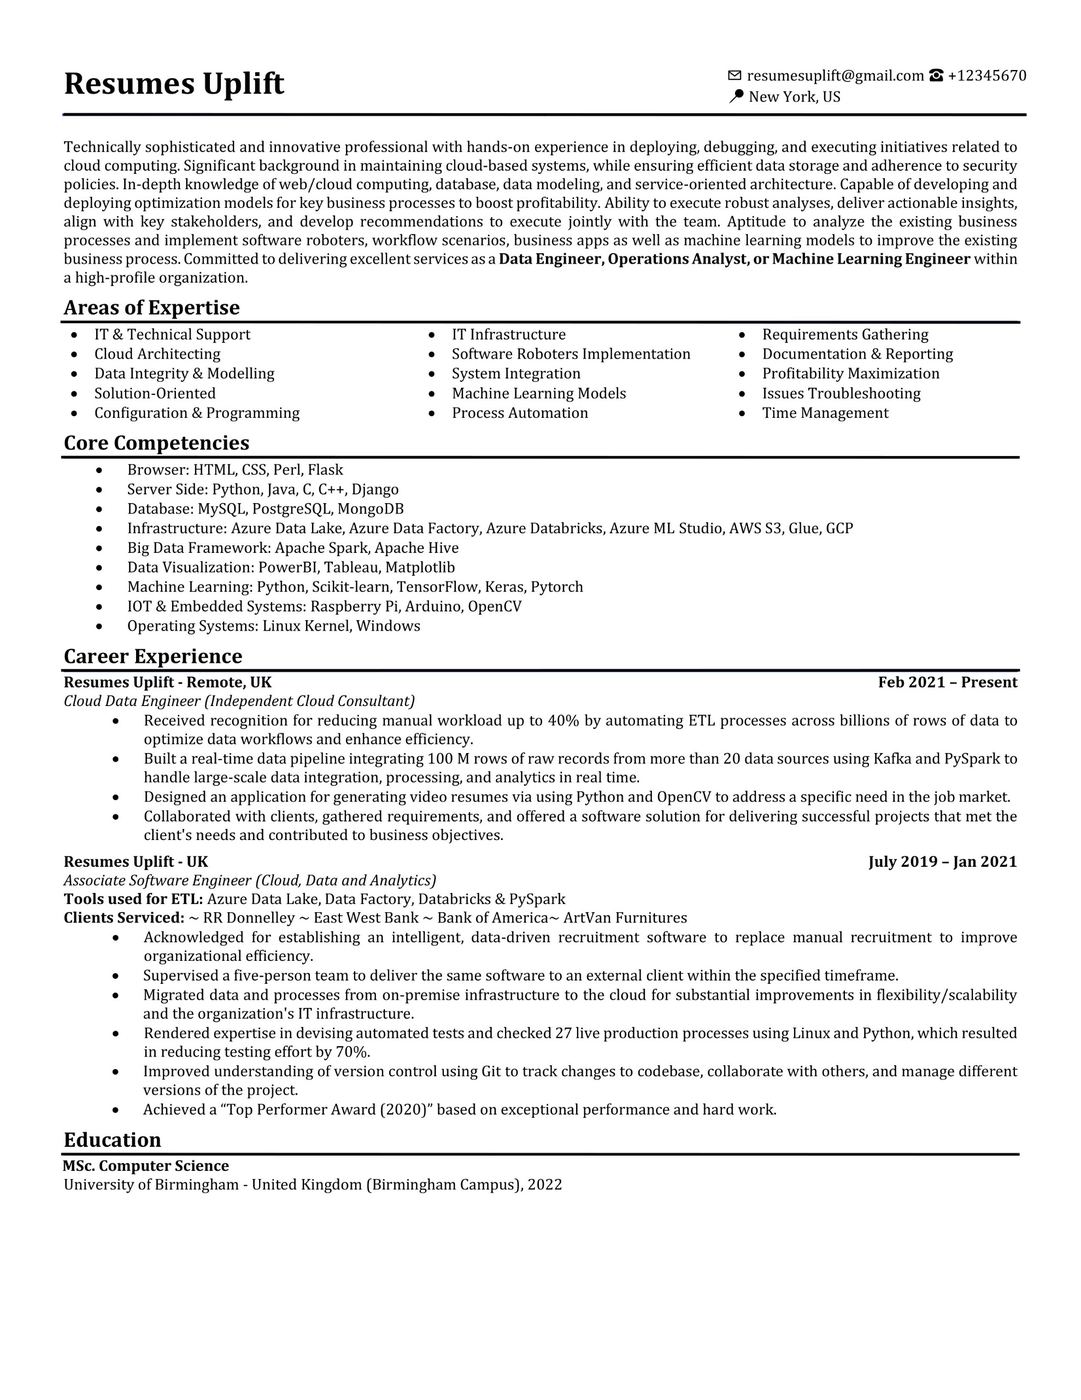 Resumes Uplift
resumesuplift@gmail.com +12345670
New York, US
Technically sophisticated and innovative professional with hands-on experience in deploying, debugging, and executing initiatives related to
cloud computing. Significant background in maintaining cloud-based systems, while ensuring efficient data storage and adherence to security
policies. In-depth knowledge of web/cloud computing, database, data modeling, and service-oriented architecture. Capable of developing and
deploying optimization models for key business processes to boost profitability. Ability to execute robust analyses, deliver actionable insights,
align with key stakeholders, and develop recommendations to execute jointly with the team. Aptitude to analyze the existing business
processes and implement software roboters, workflow scenarios, business apps as well as machine learning models to improve the existing
business process. Committed to delivering excellent services as a Data Engineer, Operations Analyst, or Machine Learning Engineer within
a high-profile organization.
Areas of Expertise
• IT & Technical Support
• Cloud Architecting
• Data Integrity & Modelling
• Solution-Oriented
• Configuration & Programming
• IT Infrastructure
• Software Roboters Implementation
• System Integration
• Machine Learning Models
• Process Automation
• Requirements Gathering
• Documentation & Reporting
• Profitability Maximization
• Issues Troubleshooting
• Time Management
Core Competencies
• Browser: HTML, CSS, Perl, Flask
• Server Side: Python, Java, C, C++, Django
• Database: MySQL, PostgreSQL, MongoDB
• Infrastructure: Azure Data Lake, Azure Data Factory, Azure Databricks, Azure ML Studio, AWS S3, Glue, GCP
• Big Data Framework: Apache Spark, Apache Hive
• Data Visualization: PowerBI, Tableau, Matplotlib
• Machine Learning: Python, Scikit-learn, TensorFlow, Keras, Pytorch
• IOT & Embedded Systems: Raspberry Pi, Arduino, OpenCV
• Operating Systems: Linux Kernel, Windows
Career Experience
Resumes Uplift - Remote, UK Feb 2021 – Present
Cloud Data Engineer (Independent Cloud Consultant)
• Received recognition for reducing manual workload up to 40% by automating ETL processes across billions of rows of data to
optimize data workflows and enhance efficiency.
• Built a real-time data pipeline integrating 100 M rows of raw records from more than 20 data sources using Kafka and PySpark to
handle large-scale data integration, processing, and analytics in real time.
• Designed an application for generating video resumes via using Python and OpenCV to address a specific need in the job market.
• Collaborated with clients, gathered requirements, and offered a software solution for delivering successful projects that met the
client's needs and contributed to business objectives.
Resumes Uplift - UK July 2019 – Jan 2021
Associate Software Engineer (Cloud, Data and Analytics)
Tools used for ETL: Azure Data Lake, Data Factory, Databricks & PySpark
Clients Serviced: ~ RR Donnelley ~ East West Bank ~ Bank of America~ ArtVan Furnitures
• Acknowledged for establishing an intelligent, data-driven recruitment software to replace manual recruitment to improve
organizational efficiency.
• Supervised a five-person team to deliver the same software to an external client within the specified timeframe.
• Migrated data and processes from on-premise infrastructure to the cloud for substantial improvements in flexibility/scalability
and the organization's IT infrastructure.
• Rendered expertise in devising automated tests and checked 27 live production processes using Linux and Python, which resulted
in reducing testing effort by 70%.
• Improved understanding of version control using Git to track changes to codebase, collaborate with others, and manage different
versions of the project.
• Achieved a “Top Performer Award (2020)” based on exceptional performance and hard work.
Education
MSc. Computer Science
University of Birmingham - United Kingdom (Birmingham Campus), 2022